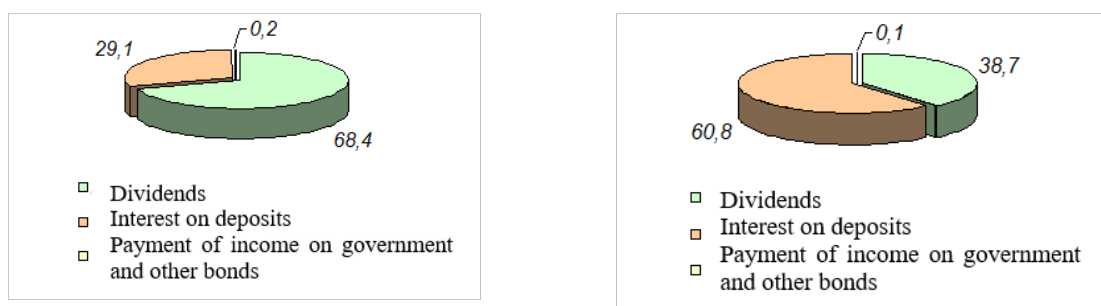 0,2
29,1
68,4
Dividends
Interest on deposits
Payment of income on government
and other bonds
0,1
38,7
60,8
Dividends
Interest on deposits
Payment of income on government
and other bonds